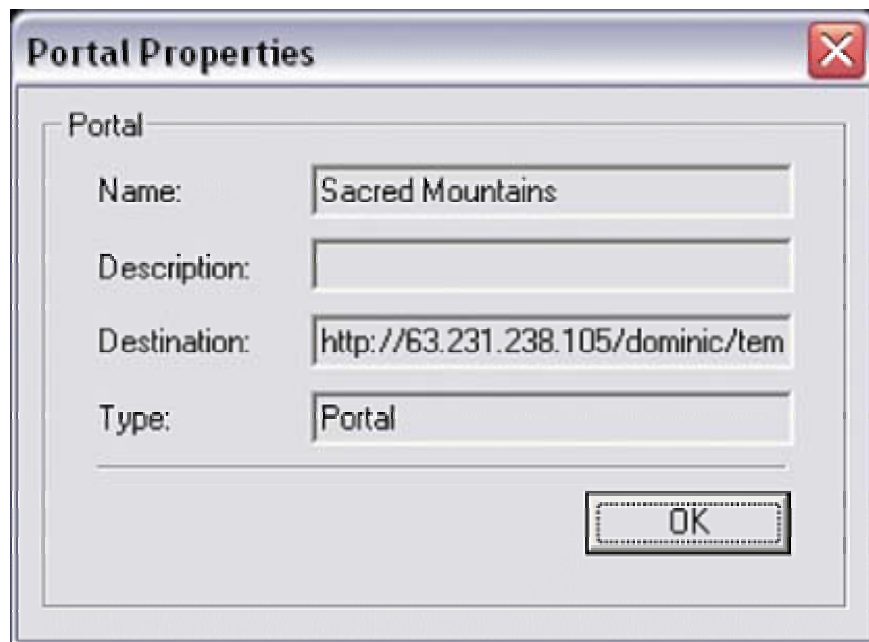 Portal Properties
Portal
Name: Sacred Mountains
Description:
Destination: http://63.231.238.105/dominic/tem
Type: Portal
OK